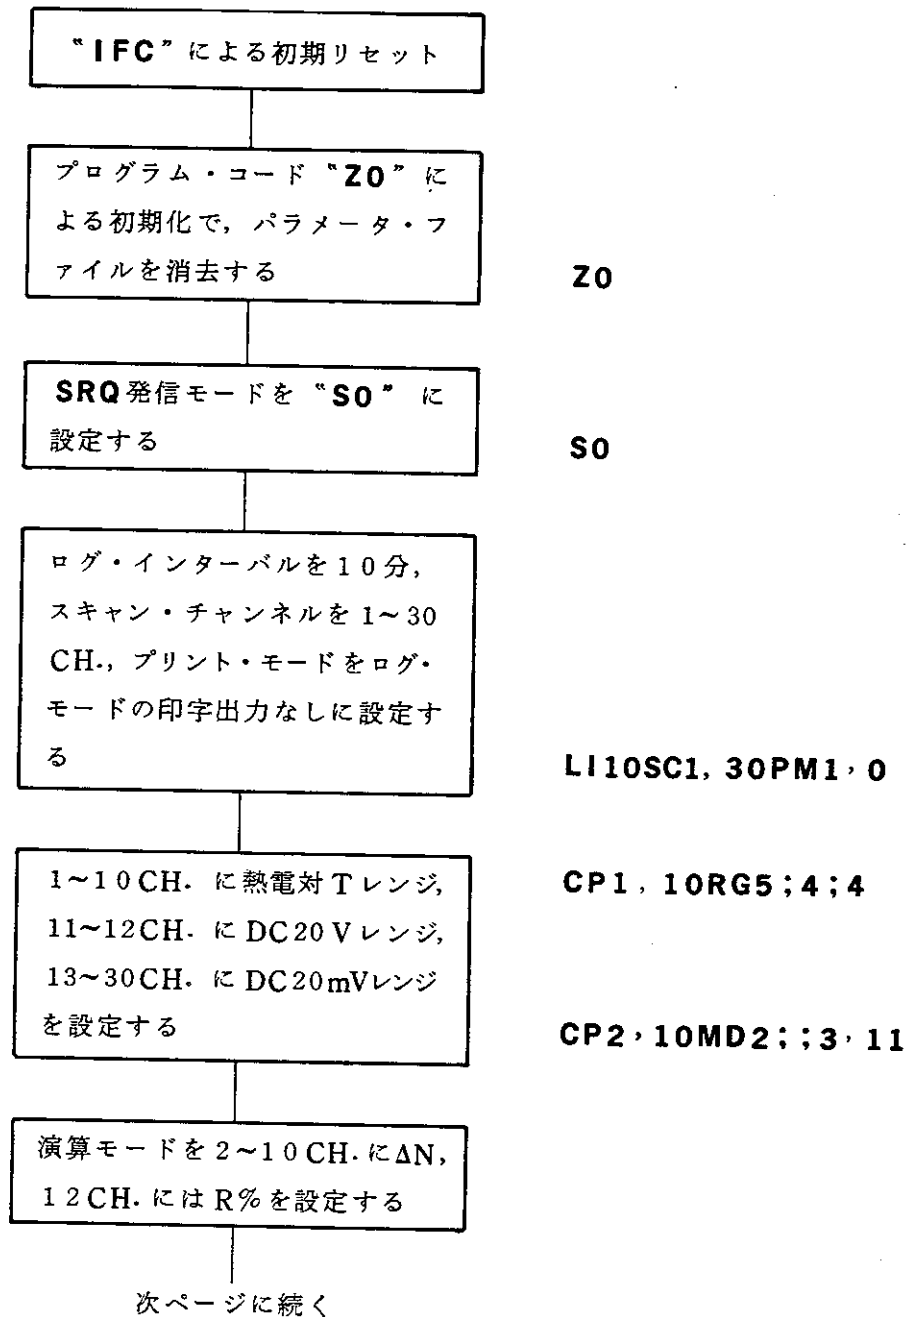 "IFC"による初期リセット
プログラム・コード "Z0" に
よる初期化で，パラメータ・フ
ァイルを消去する
Z0
SRQ発信モードを "S0" に
設定する
S0
ログ・インターバルを10分，
スキャン・チャンネルを1~30
CH.，プリント・モードをログ・
モードの印字出力なしに設定す
る
LI10SC1, 30PM1, 0
1~10CH. に熱電対Tレンジ，
11~12CH. にDC20Vレンジ，
13~30CH. にDC20mVレンジ
を設定する
CP1, 10RG5;4;4
CP2, 10MD2;;3, 11
演算モードを2~10CH.にΔN，
12CH.にはR%を設定する
次ページに続く